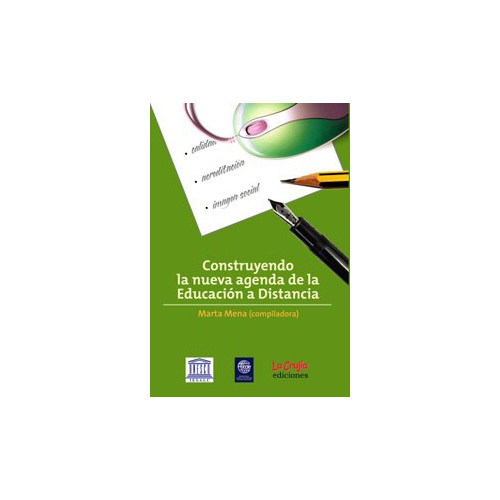 • calidad
• acreditación
• imagen social
Construyendo
la nueva agenda de la
Educación a Distancia
Marta Mena (compiladora)
La Crujía
ediciones